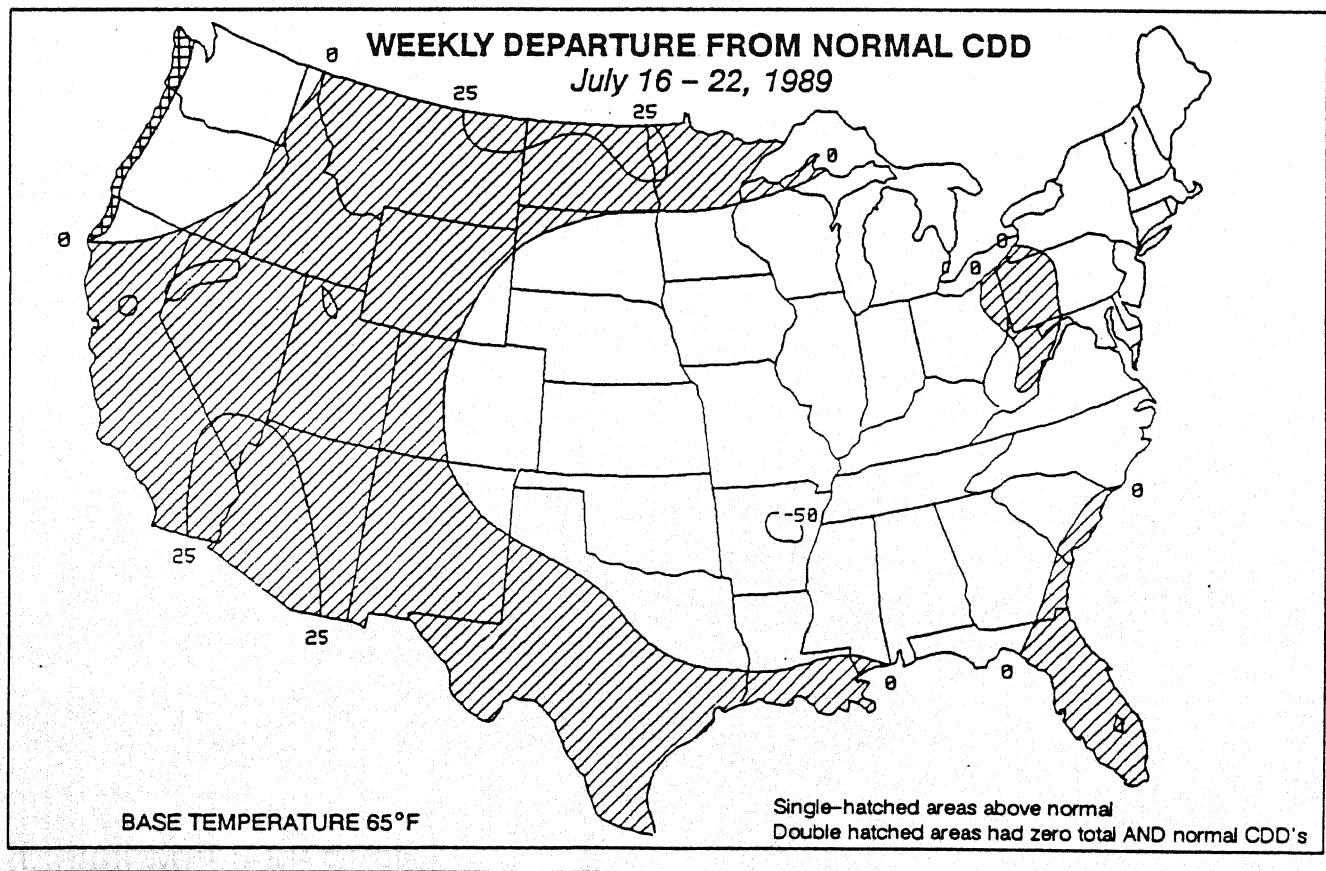 WEEKLY DEPARTURE FROM NORMAL CDD
July 16 – 22, 1989
0
25
25
0
0
0
0
-50
0
25
25
0
0
0
BASE TEMPERATURE 65°F
Single–hatched areas above normal
Double hatched areas had zero total AND normal CDD's